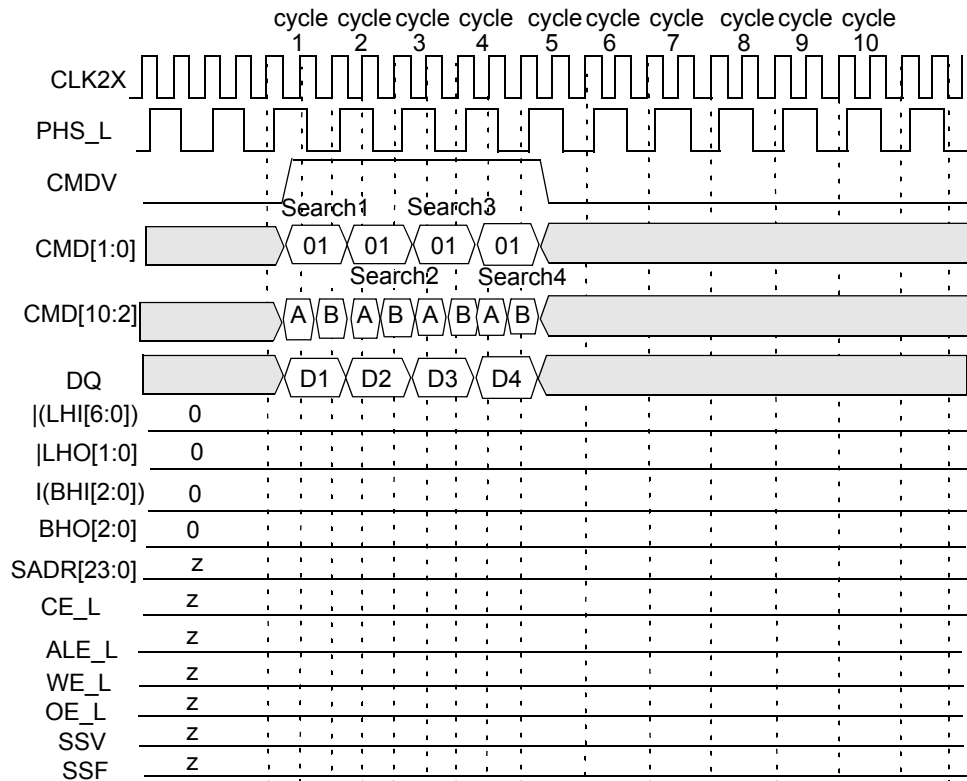 cycle cycle cycle cycle cycle cycle cycle cycle cycle cycle
1 2 3 4 5 6 7 8 9 10
CLK2X
PHS_L
CMDV
Search1 Search3
CMD[1:0] 01 01 01 01
Search2 Search4
CMD[10:2] A B A B A B A B
DQ D1 D2 D3 D4
|(LHI[6:0]) 0
|LHO[1:0] 0
I(BHI[2:0]) 0
BHO[2:0] 0
SADR[23:0] z
CE_L z
ALE_L z
WE_L z
OE_L z
SSV z
SSF z